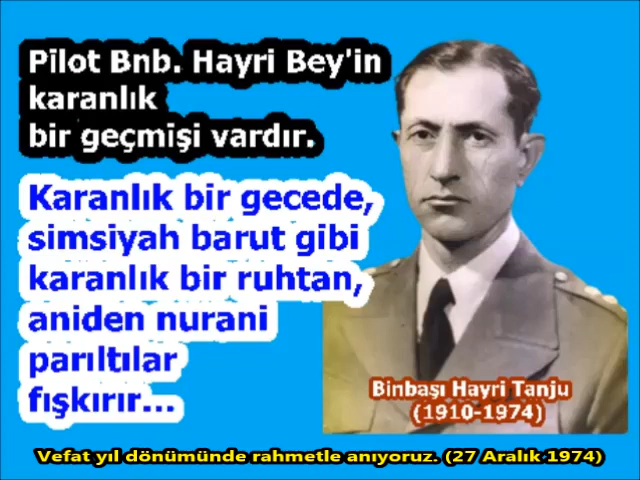 Pilot Bnb. Hayri Bey'in
karanlık
bir geçmişi vardır.
Karanlık bir gecede,
simsiyah barut gibi
karanlık bir ruhtan,
aniden nurani
parıltılar
fışkırır...
Binbaşı Hayri Tanju
(1910-1974)
Vefat yıl dönümünde rahmetle anıyoruz. (27 Aralık 1974)